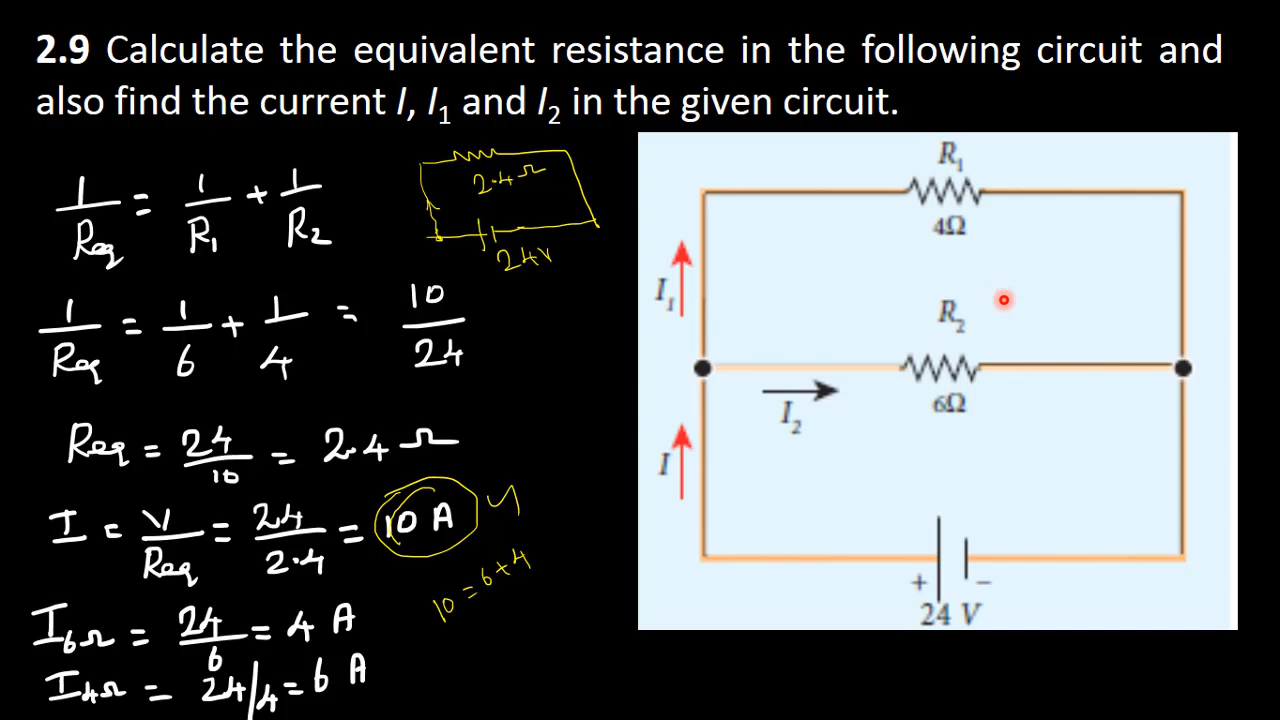 2.9 Calculate the equivalent resistance in the following circuit and
also find the current I, I₁ and I₂ in the given circuit.
1/Req = 1/R₁ + 1/R₂
1/Req = 1/6 + 1/4 = 10/24
Req = 24/10 = 2.4 Ω
I = V/Req = 24/2.4 = 10 A
10 = 6+4
I6Ω = 24/6 = 4 A
I4Ω = 24/4 = 6 A
2.4 Ω
24V
R₁
4Ω
I₁
R₂
6Ω
I₂
I
+ −
24 V